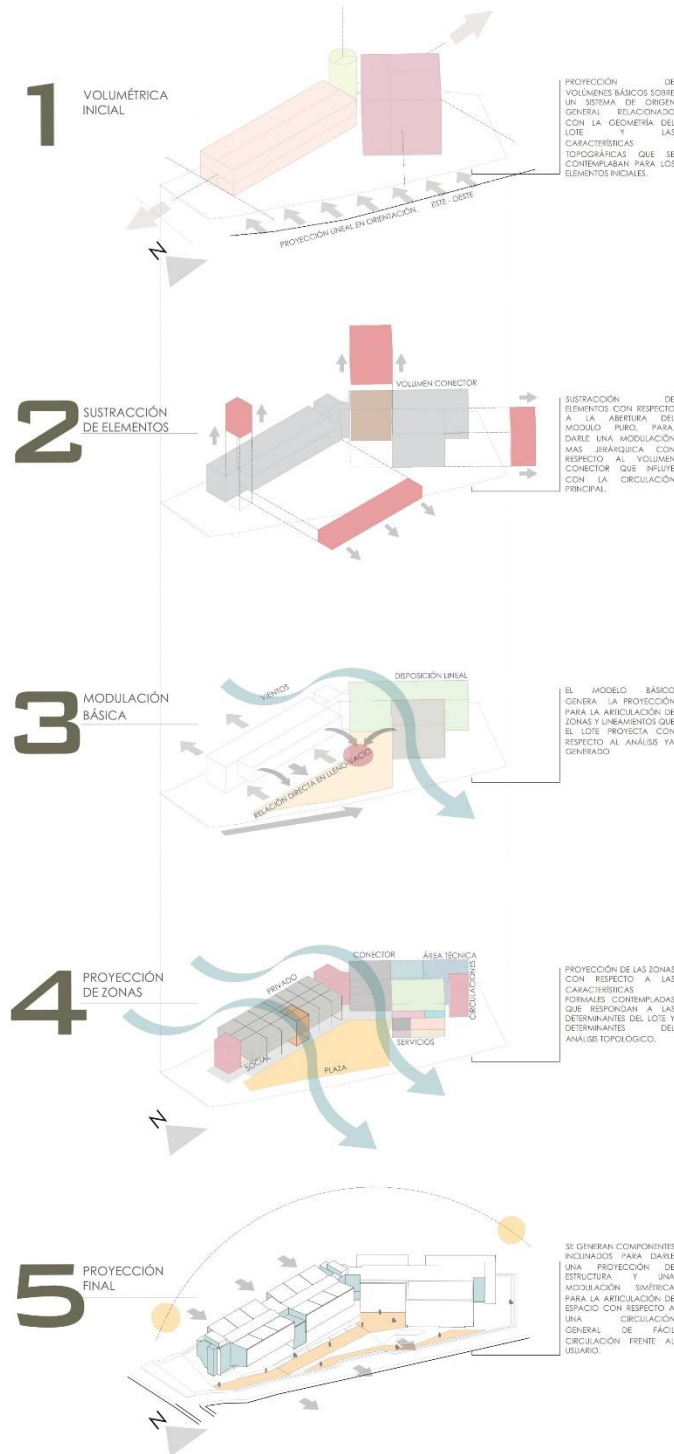 1
VOLUMÉTRICA
INICIAL
PROYECCIÓN DE
VOLÚMENES BÁSICOS SOBRE
UN SISTEMA DE ORIGEN
GENERAL RELACIONADO
CON LA GEOMETRÍA DEL
LOTE Y LAS
CARACTERÍSTICAS
TOPOGRÁFICAS QUE SE
CONTEMPLABAN PARA LOS
ELEMENTOS INICIALES.
PROYECCIÓN LINEAL EN ORIENTACIÓN. ESTE - OESTE
N
2
SUSTRACCIÓN
DE ELEMENTOS
VOLUMEN CONECTOR
SUSTRACCIÓN DE
ELEMENTOS CON RESPECTO
A LA ABERTURA DEL
MODULO PURO, PARA
DARLE UNA MODULACIÓN
MAS JERÁRQUICA CON
RESPECTO AL VOLUMEN
CONECTOR QUE INFLUYE
CON LA CIRCULACIÓN
PRINCIPAL.
3
MODULACIÓN
BÁSICA
VIENTOS
DISPOSICIÓN LINEAL
RELACIÓN DIRECTA EN LLENO-VACIO
EL MODELO BÁSICO
GENERA LA PROYECCIÓN
PARA LA ARTICULACIÓN DE
ZONAS Y LINEAMIENTOS QUE
EL LOTE PROYECTA CON
RESPECTO AL ANÁLISIS YA
GENERADO
4
PROYECCIÓN
DE ZONAS
CONECTOR
ÁREA TÉCNICA
CIRCULACIONES
PRIVADO
SOCIAL
SERVICIOS
PLAZA
PROYECCIÓN DE LAS ZONAS
CON RESPECTO A LAS
CARACTERÍSTICAS
FORMALES CONTEMPLADAS
QUE RESPONDAN A LAS
DETERMINANTES DEL LOTE Y
DETERMINANTES DEL
ANÁLISIS TOPOLÓGICO.
N
5
PROYECCIÓN
FINAL
SE GENERAN COMPONENTES
INCLINADOS PARA DARLE
UNA PROYECCIÓN DE
ESTRUCTURA Y UNA
MODULACIÓN SIMÉTRICA
PARA LA ARTICULACIÓN DE
ESPACIO CON RESPECTO A
UNA CIRCULACIÓN
GENERAL DE FÁCIL
CIRCULACIÓN FRENTE AL
USUARIO.
N